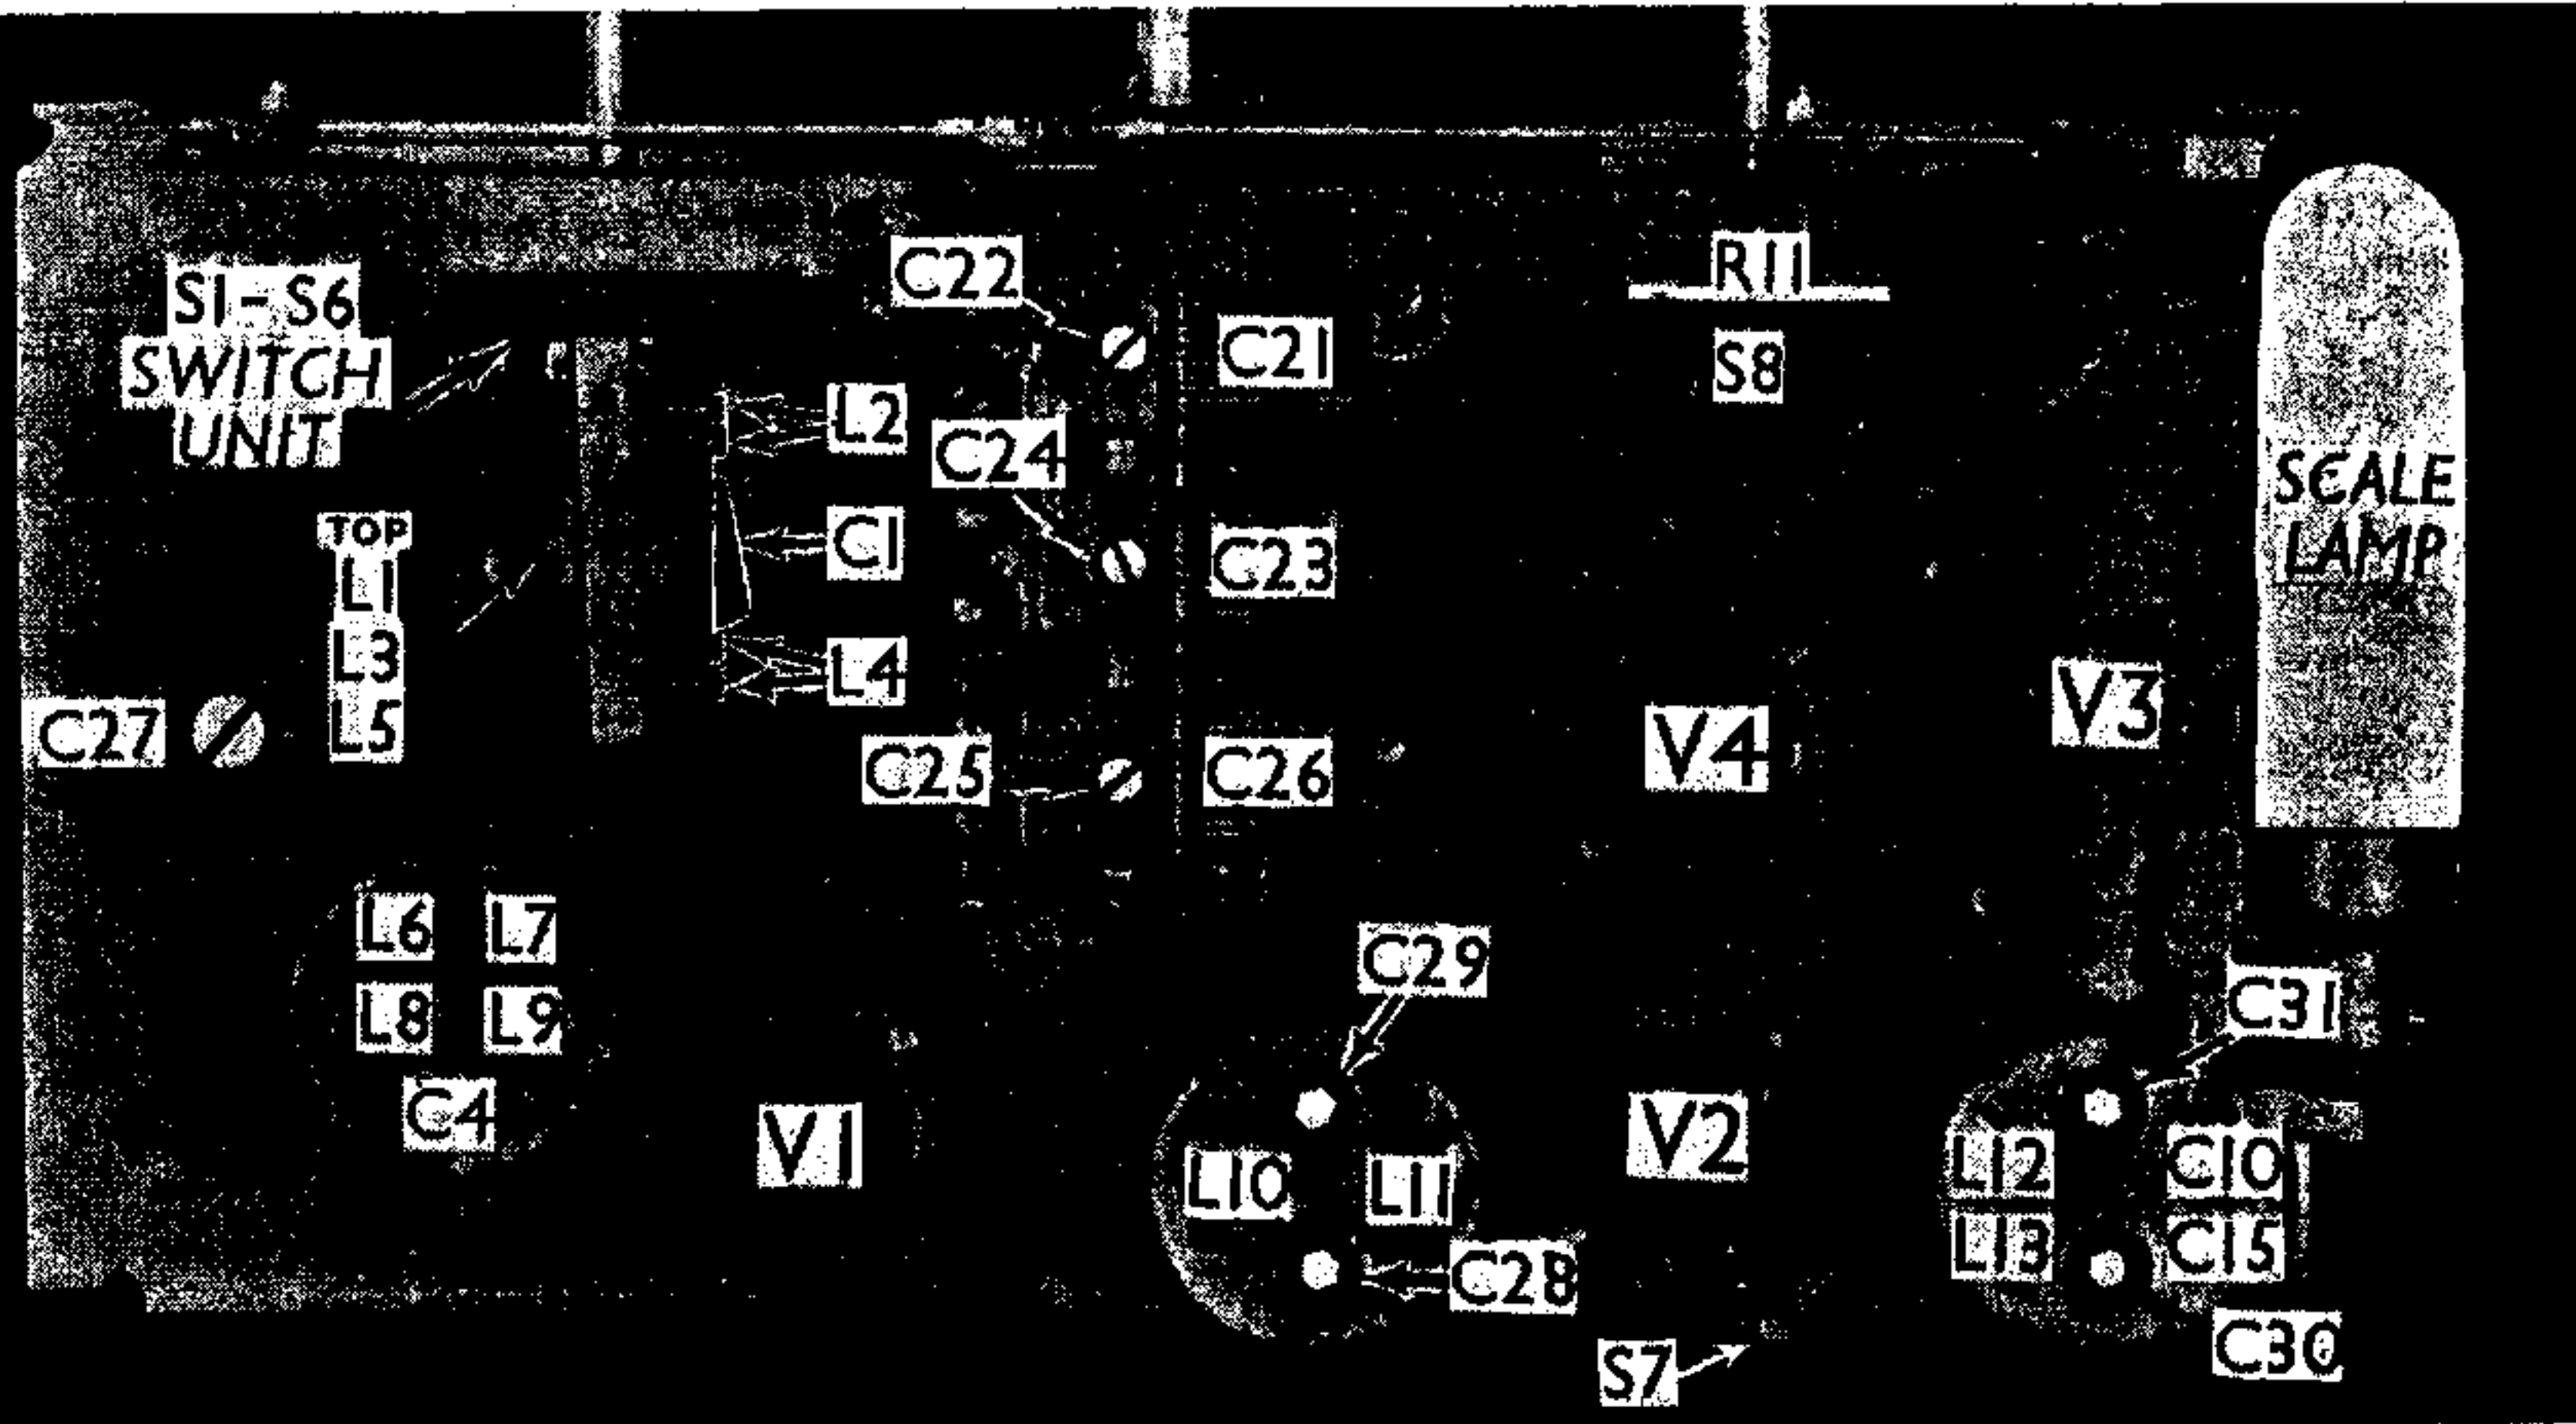 S1-S6
SWITCH
UNIT
C22
C21
R11
S8
L2
C24
C1
C23
SCALE
LAMP
TOP
L1
L3
L5
L4
C27
C25
C26
V4
V3
L6 L7
L8 L9
C4
V1
C29
C31
L10 L11
V2
L12 C10
L13 C15
C28
S7
C30